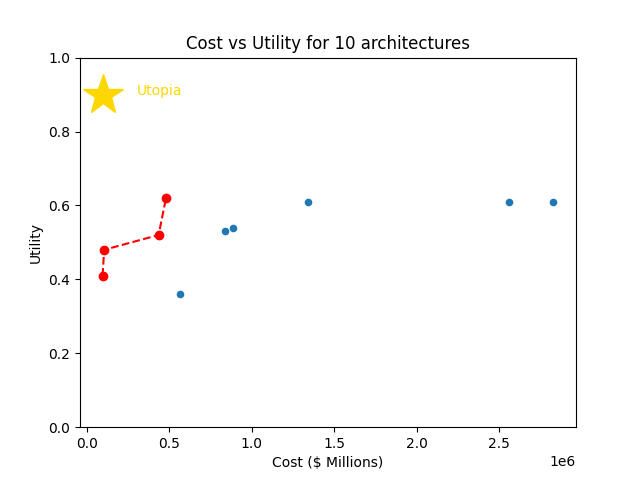 Cost vs Utility for 10 architectures
1.0
Utopia
0.8
0.6
Utility
0.4
0.2
0.0
0.0 0.5 1.0 1.5 2.0 2.5
Cost ($ Millions)
1e6